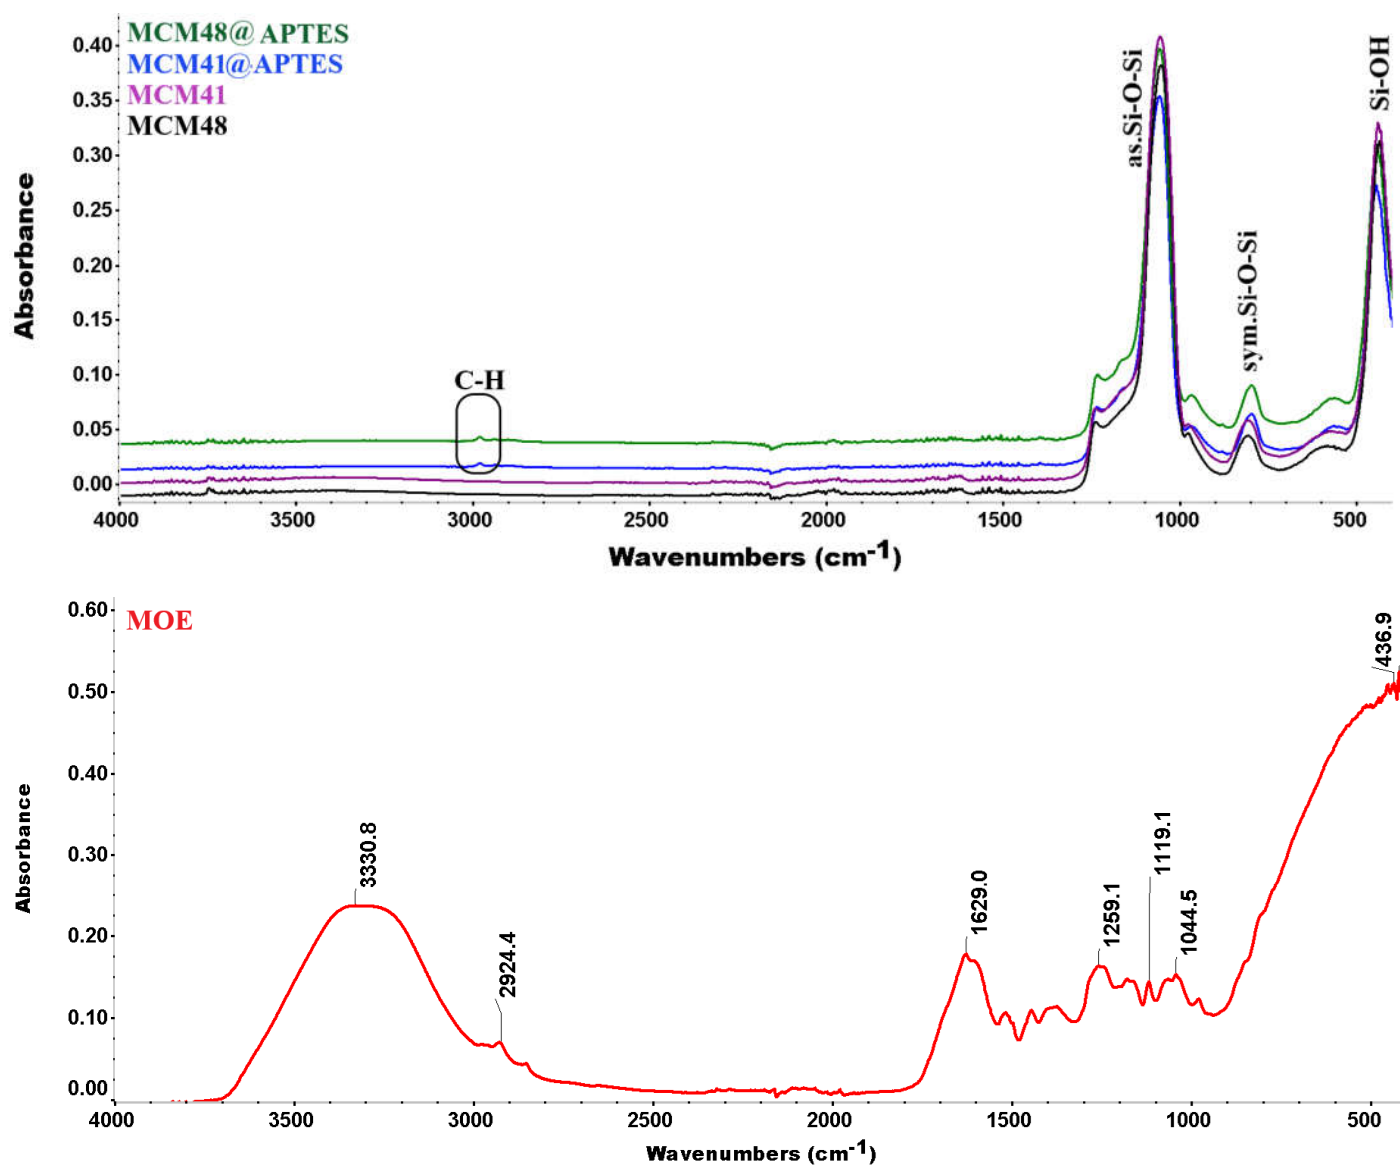 MCM48@APTES
MCM41@APTES
MCM41
MCM48
as.Si-O-Si
sym.Si-O-Si
Si-OH
C-H
Absorbance
0.40
0.35
0.30
0.25
0.20
0.15
0.10
0.05
0.00
4000 3500 3000 2500 2000 1500 1000 500
Wavenumbers (cm-1)
MOE
Absorbance
0.60
0.50
0.40
0.30
0.20
0.10
0.00
3330.8
2924.4
1629.0
1259.1
1119.1
1044.5
436.9
4000 3500 3000 2500 2000 1500 1000 500
Wavenumbers (cm-1)